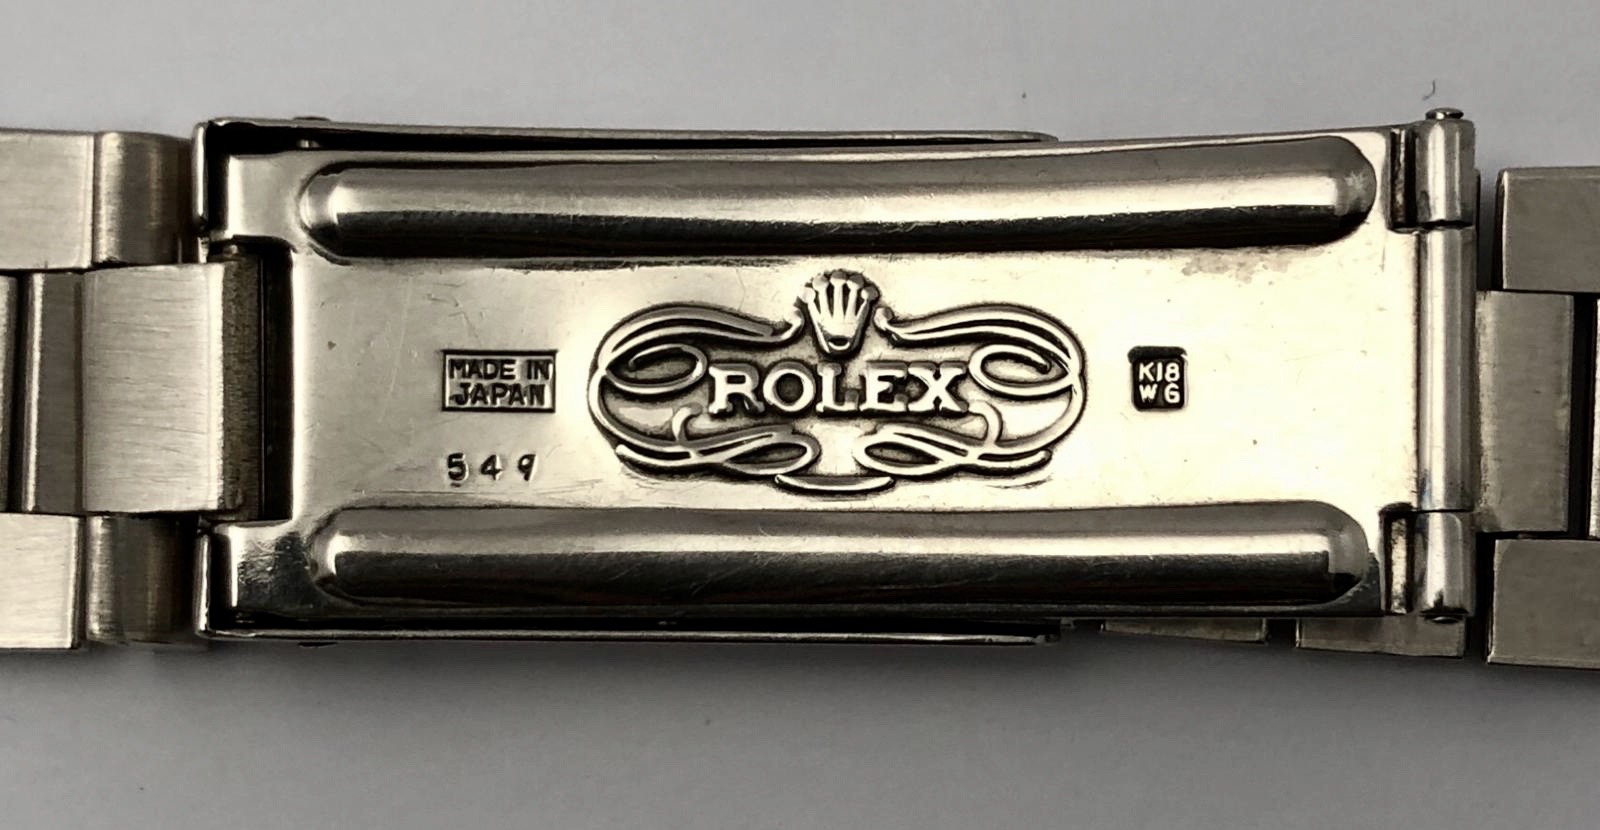 MADE IN
JAPAN
549
ROLEX
K18
WG